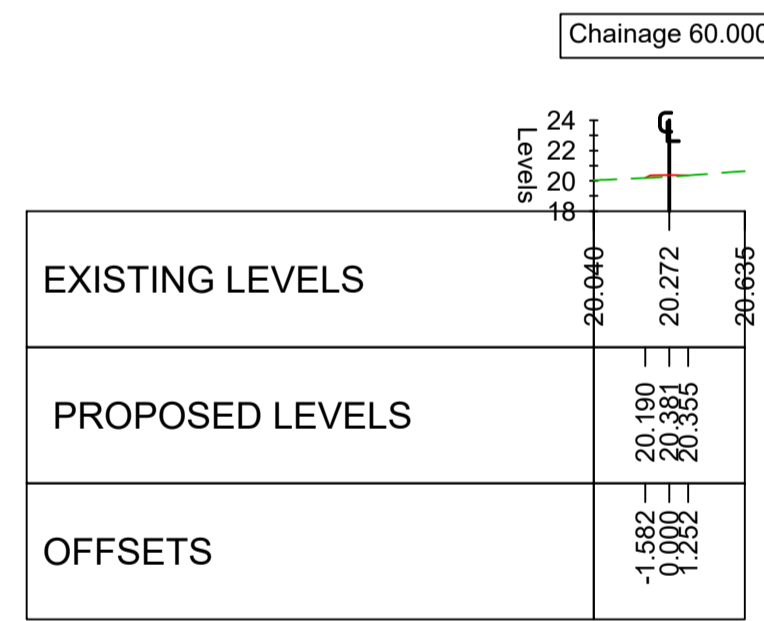 Chainage 60.000
Levels
24
22
20
18
℄
EXISTING LEVELS
20.040 20.272 20.635
PROPOSED LEVELS
20.190 20.381 20.355
OFFSETS
-1.582 0.000 1.252